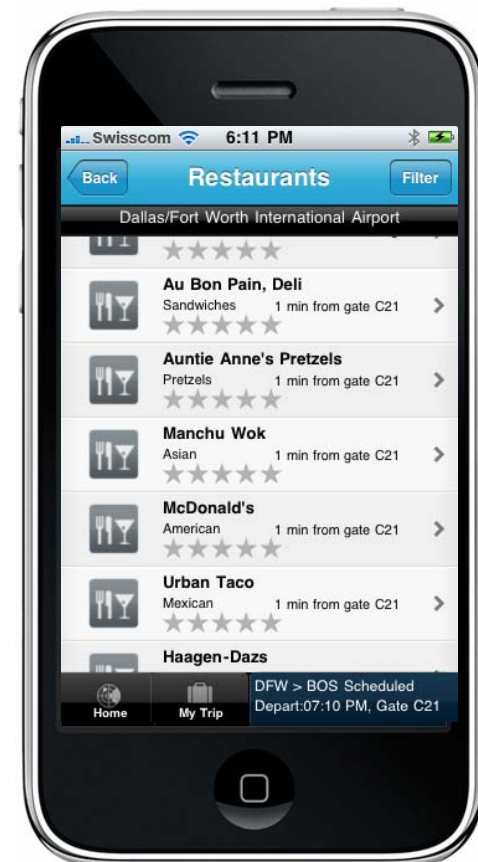 Swisscom 6:11 PM
Back Restaurants Filter
Dallas/Fort Worth International Airport
Au Bon Pain, Deli
Sandwiches 1 min from gate C21
Auntie Anne's Pretzels
Pretzels 1 min from gate C21
Manchu Wok
Asian 1 min from gate C21
McDonald's
American 1 min from gate C21
Urban Taco
Mexican 1 min from gate C21
Haagen-Dazs
DFW > BOS Scheduled
Depart:07:10 PM, Gate C21
Home My Trip